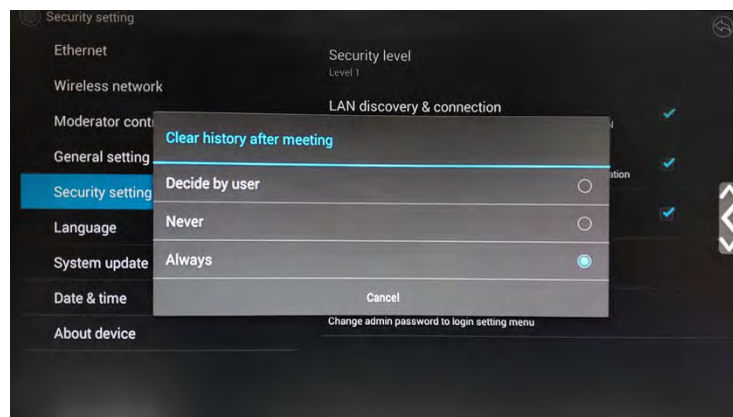 Security setting
Ethernet
Wireless network
Moderator cont
General setting
Security setting
Language
System update
Date & time
About device
Security level
Level 1
LAN discovery & connection
Clear history after meeting
Decide by user
Never
Always
Cancel
ation
Change admin password to login setting menu